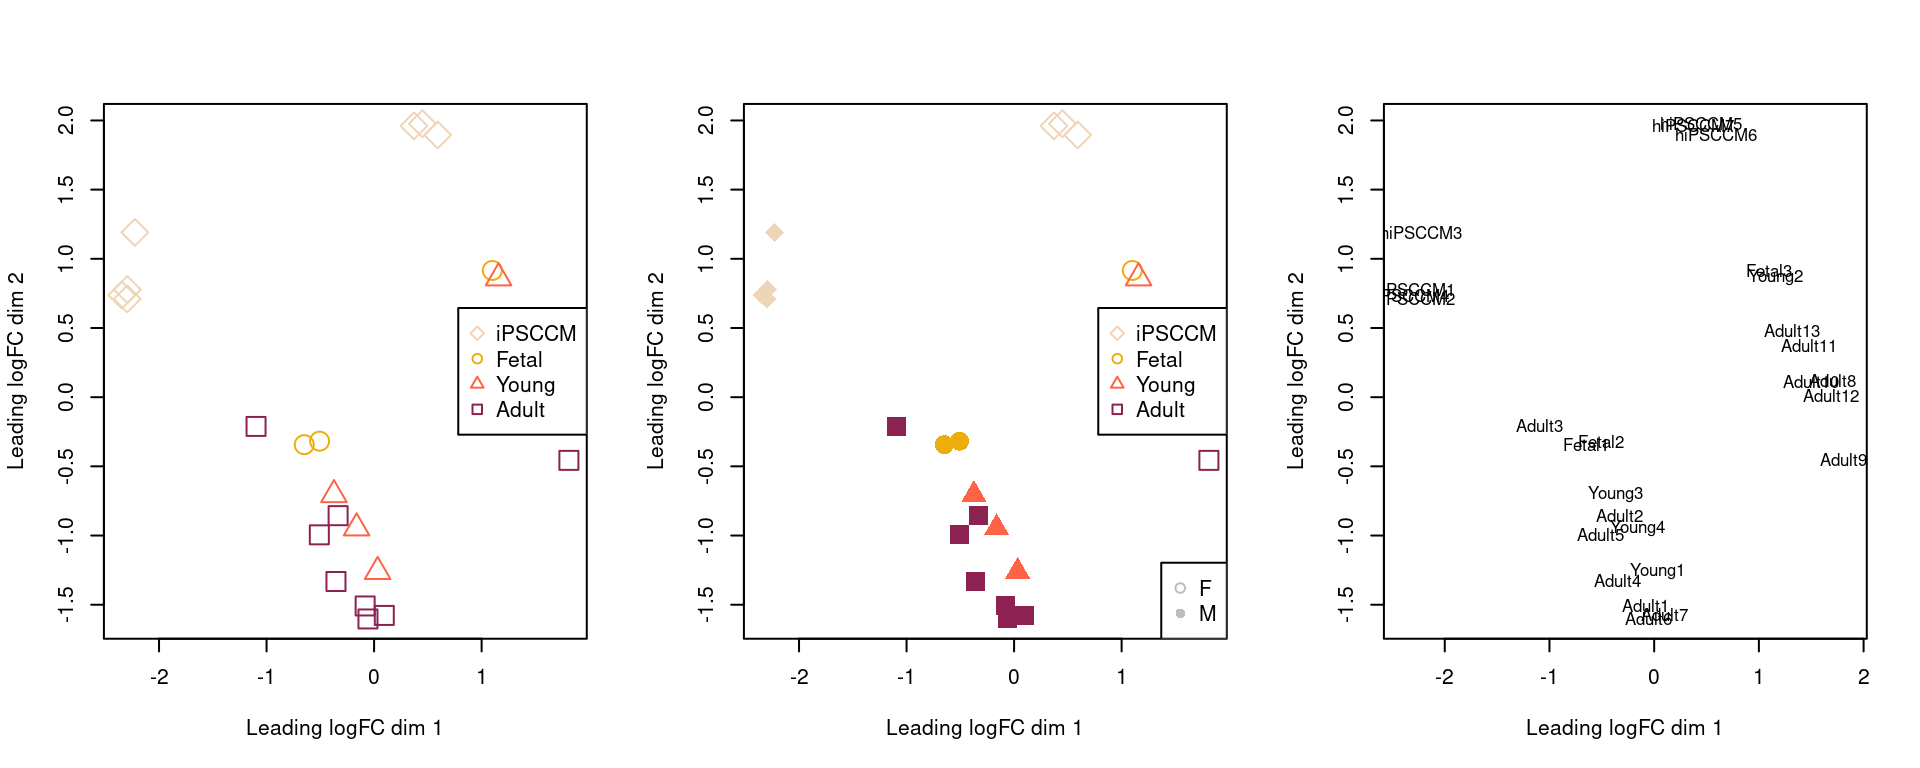 Leading logFC dim 2
2.0
1.5
1.0
0.5
0.0
-0.5
-1.0
-1.5
iPSCCM
Fetal
Young
Adult
-2
-1
0
1
Leading logFC dim 1
Leading logFC dim 2
2.0
1.5
1.0
0.5
0.0
-0.5
-1.0
-1.5
iPSCCM
Fetal
Young
Adult
F
M
-2
-1
0
1
Leading logFC dim 1
Leading logFC dim 2
2.0
1.5
1.0
0.5
0.0
-0.5
-1.0
-1.5
hiPSCCM6
hiPSCCM3
Fetal3
Young2
PSCCM1
PSCCM2
Adult13
Adult11
Adult10
Adult8
Adult12
Adult3
Fetal1
Fetal2
Adult9
Young3
Adult2
Young4
Adult5
Young1
Adult4
Adult1
Adult7
Adult6
-2
-1
0
1
2
Leading logFC dim 1